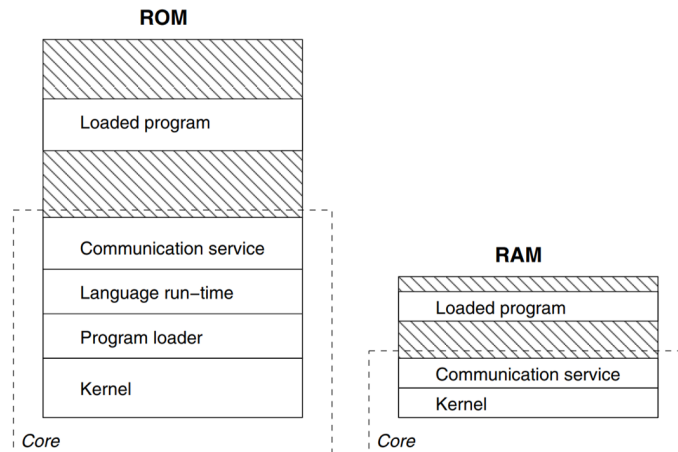 ROM
Loaded program
Communication service
Language run−time
Program loader
Kernel
Core
RAM
Loaded program
Communication service
Kernel
Core